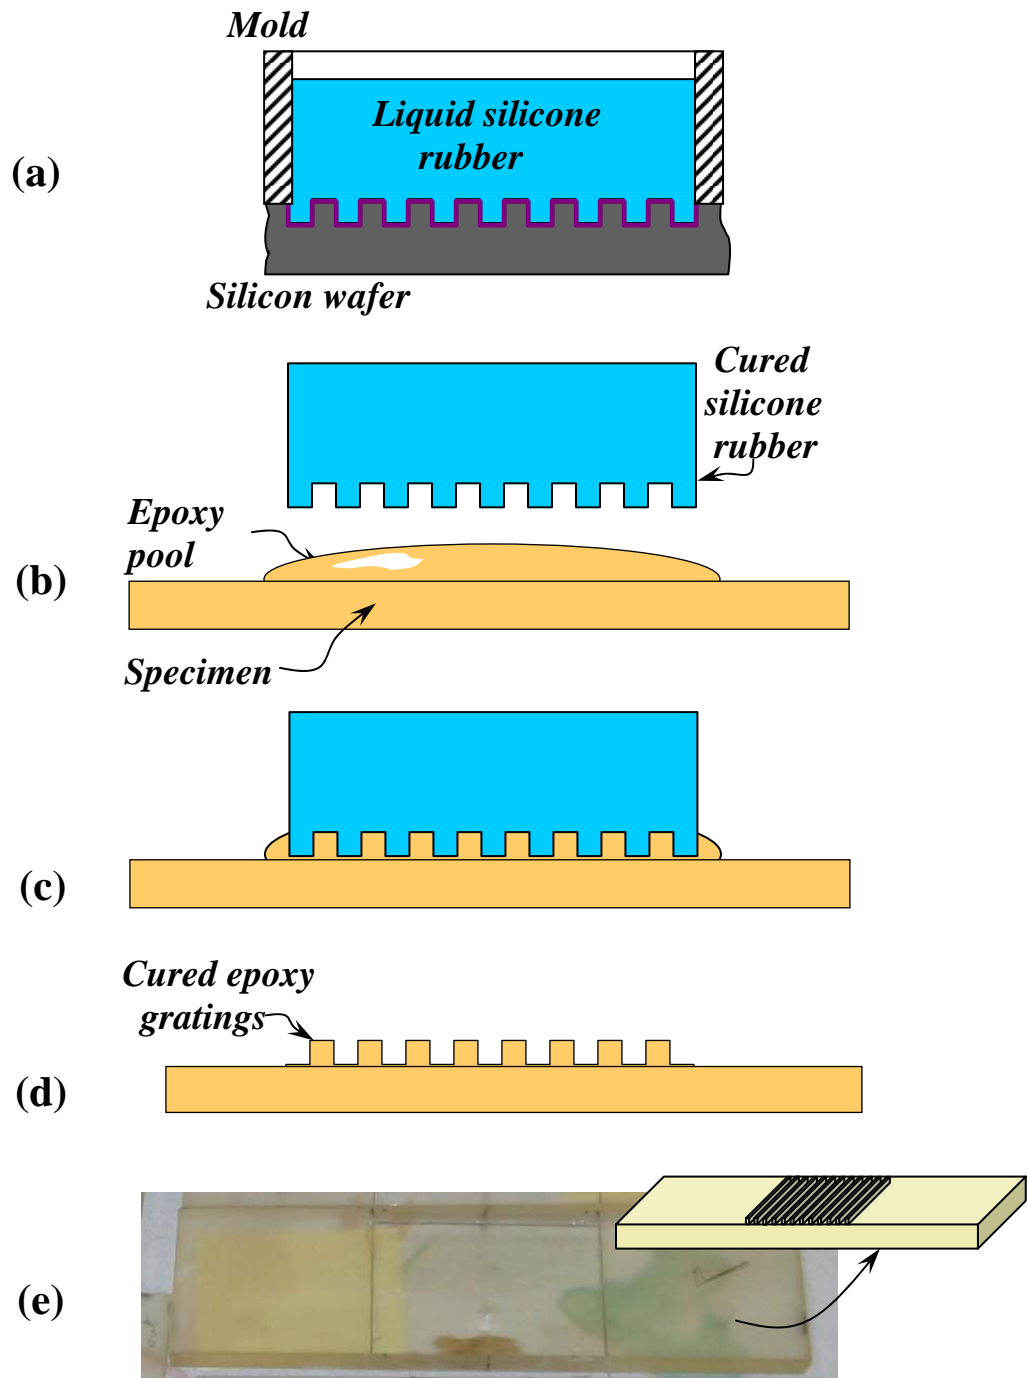 Mold
Liquid silicone
rubber
(a)
Silicon wafer
Cured
silicone
rubber
Epoxy
pool
(b)
Specimen
(c)
Cured epoxy
gratings
(d)
(e)